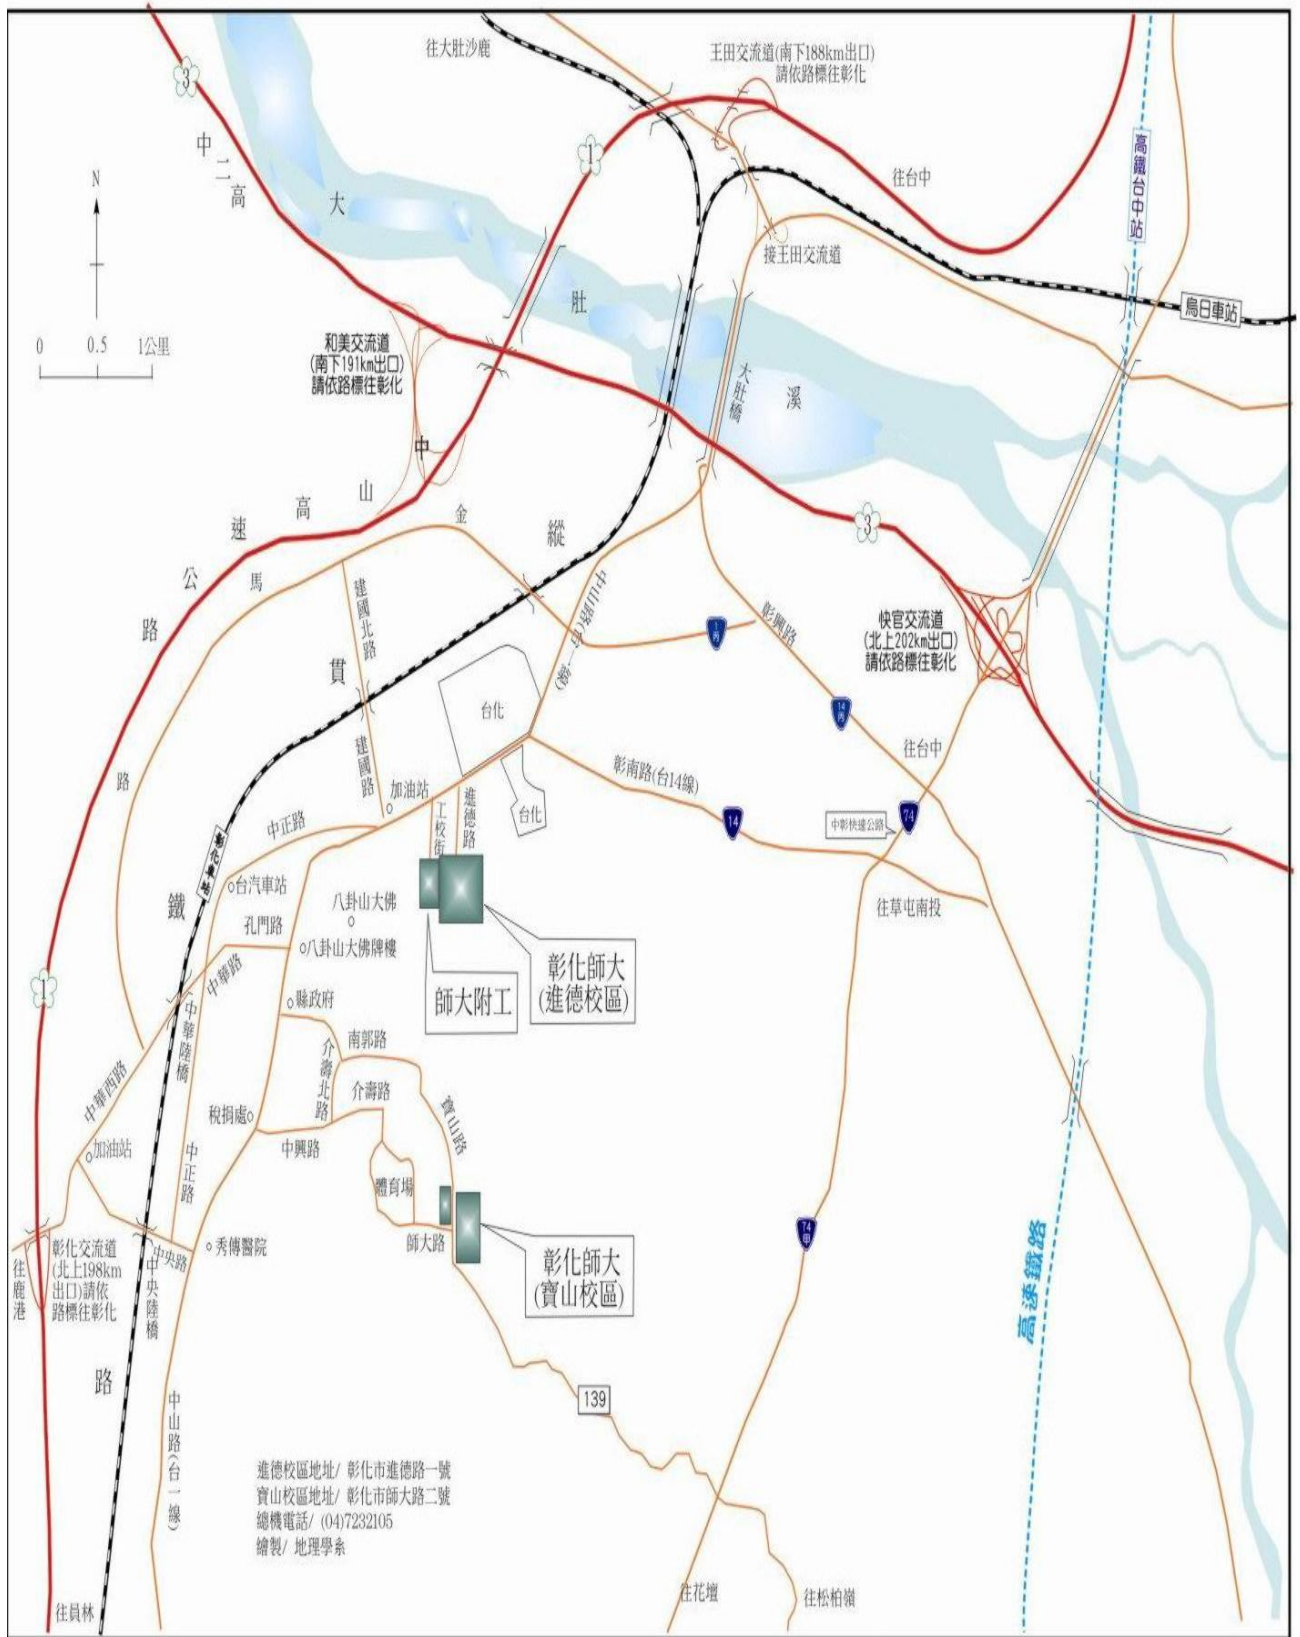 往大肚沙鹿
王田交流道(南下188km出口)
請依路標往彰化
3
中二高
1
往台中
高鐵台中站
N
大肚溪
接王田交流道
烏日車站
0 0.5 1公里
和美交流道
(南下191km出口)
請依路標往彰化
大肚橋
中山高速公路
金馬路
縱貫鐵路
3
建國北路
中山路(台一線)
1丙
彰興路
快官交流道
(北上202km出口)
請依路標往彰化
14丙
台化
往台中
建國路
彰南路(台14線)
加油站
工校街
進德路
台化
14
中彰快速公路
74
中正路
彰化車站
台汽車站
八卦山大佛
往草屯南投
孔門路
八卦山大佛牌樓
中華路
彰化師大
(進德校區)
師大附工
1
縣政府
中華陸橋
南郭路
介壽北路
介壽路
中華西路
稅捐處
寶山路
加油站
中興路
中正路
體育場
74甲
師大路
秀傳醫院
中央路
彰化交流道
(北上198km
出口)請依
路標往彰化
往鹿港
中央陸橋
彰化師大
(寶山校區)
高速鐵路
139
中山路(台一線)
進德校區地址/ 彰化市進德路一號
寶山校區地址/ 彰化市師大路二號
總機電話/ (04)7232105
繪製/ 地理學系
往員林
往花壇
往松柏嶺